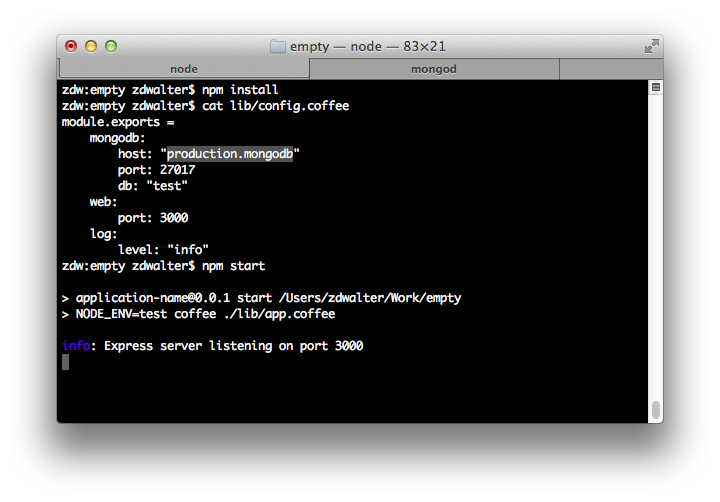 empty — node — 83×21
node
mongod
zdw:empty zdwalter$ npm install
zdw:empty zdwalter$ cat lib/config.coffee
module.exports =
    mongodb:
        host: "production.mongodb"
        port: 27017
        db: "test"
    web:
        port: 3000
    log:
        level: "info"
zdw:empty zdwalter$ npm start
> application-name@0.0.1 start /Users/zdwalter/Work/empty
> NODE_ENV=test coffee ./lib/app.coffee
info: Express server listening on port 3000